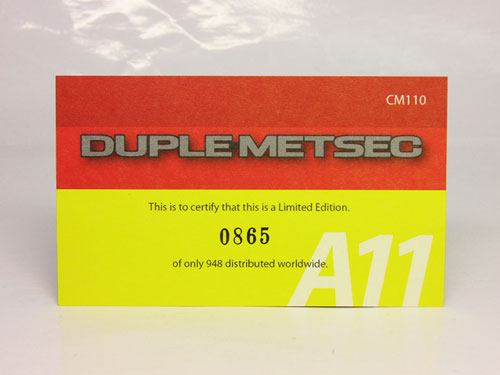 CM110
DUPLE-METSEC
This is to certify that this is a Limited Edition.
0865
of only 948 distributed worldwide.
A11